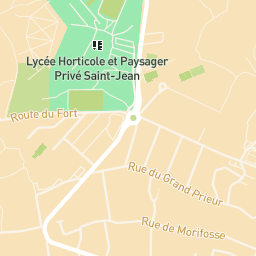 Lycée Horticole et Paysager
Privé Saint-Jean
Route du Fort
Rue du Grand Prieur
Rue de Morifosse